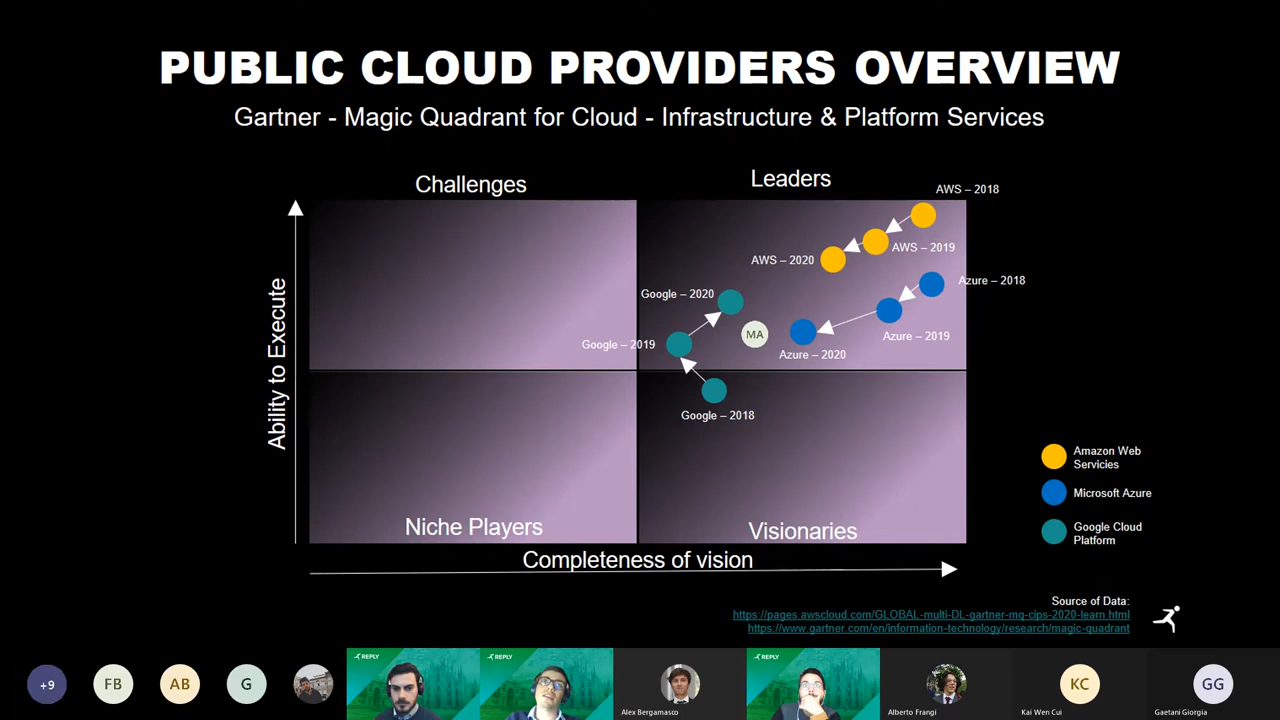 PUBLIC CLOUD PROVIDERS OVERVIEW
Gartner - Magic Quadrant for Cloud - Infrastructure & Platform Services
Challenges
Leaders
AWS – 2018
AWS – 2019
AWS – 2020
Azure – 2018
Google – 2020
MA
Azure – 2019
Google – 2019
Azure – 2020
Google – 2018
Ability to Execute
Niche Players
Visionaries
Completeness of vision
Amazon Web
Servicies
Microsoft Azure
Google Cloud
Platform
Source of Data:
https://pages.awscloud.com/GLOBAL-multi-DL-gartner-mq-cips-2020-learn.html
https://www.gartner.com/en/information-technology/research/magic-quadrant
+9
FB
AB
G
REPLY
REPLY
Alex Bergamasco
REPLY
Alberto Frangi
KC
Kai Wen Cui
GG
Gaetani Giorgia